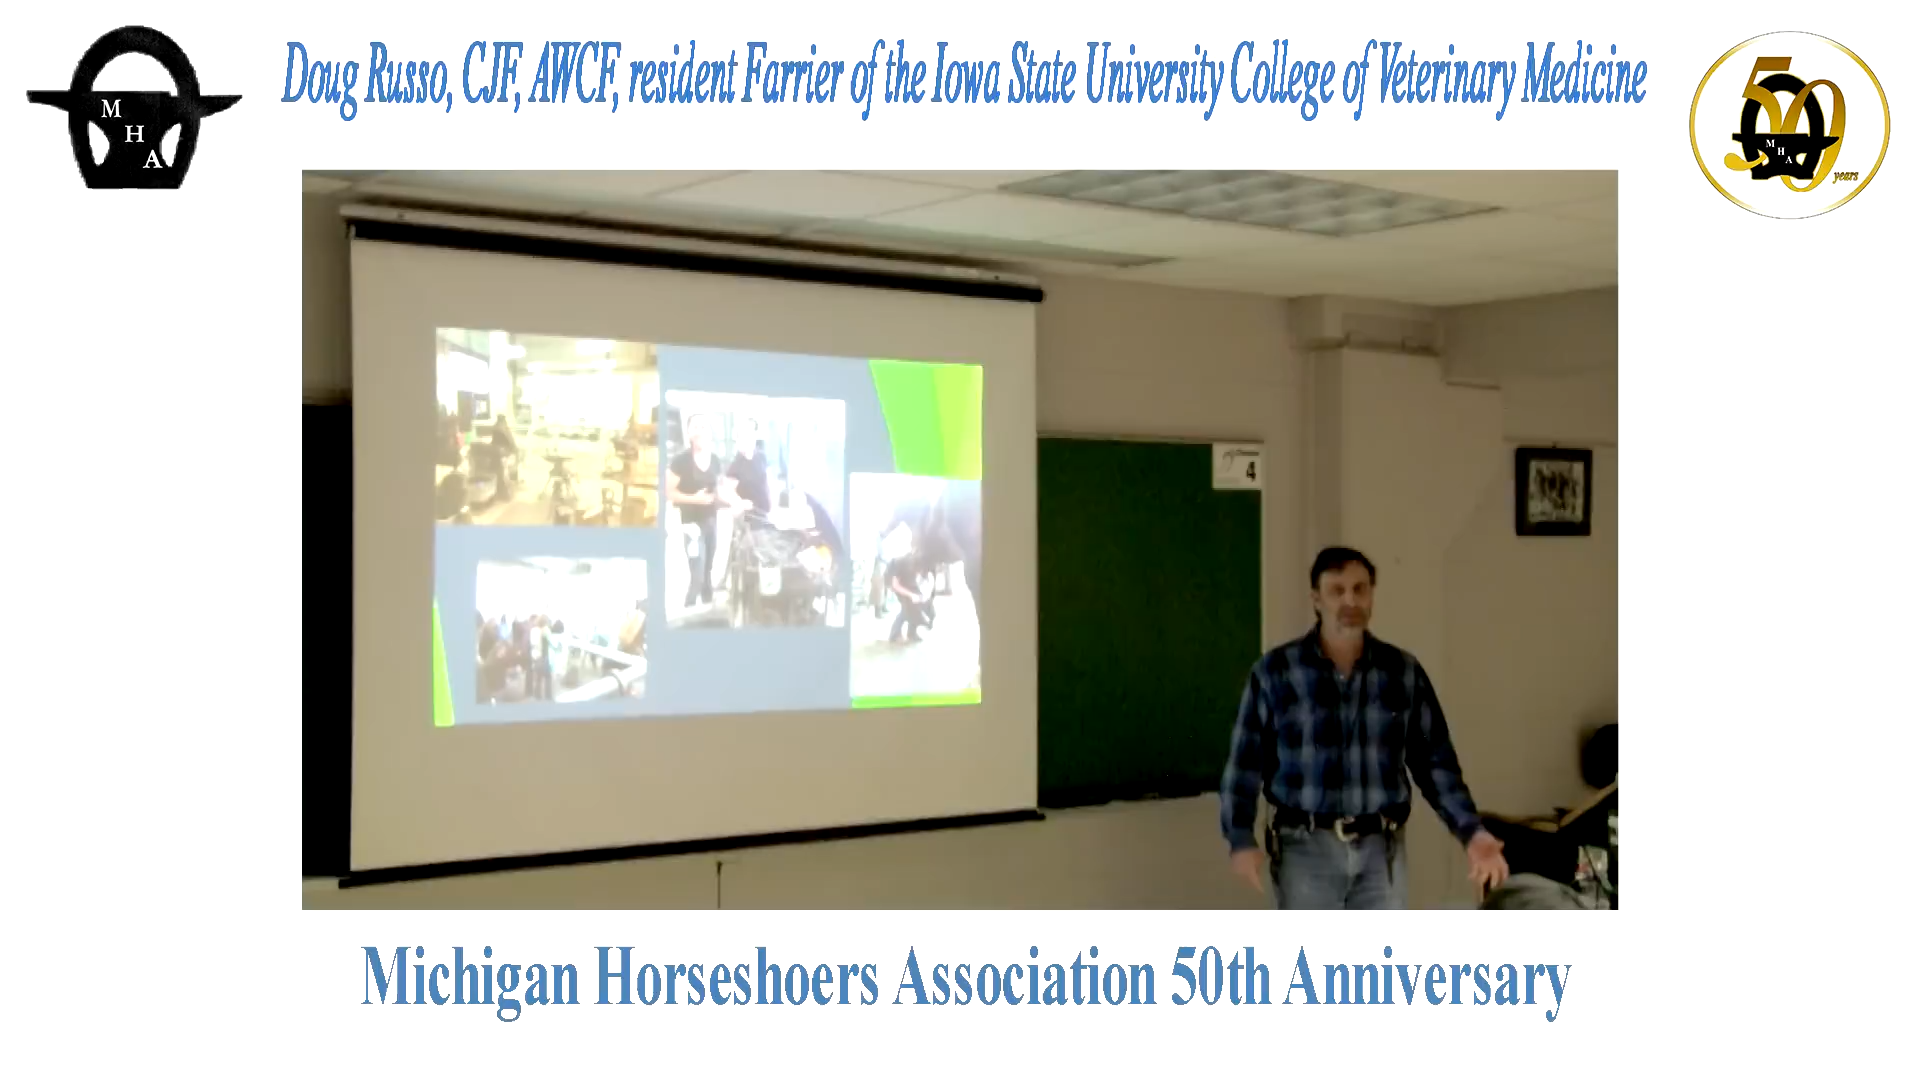 Doug Russo, CJF, AWCF, resident Farrier of the Iowa State University College of Veterinary Medicine
M
H
A
50
M
H
A
years
4
Michigan Horseshoers Association 50th Anniversary